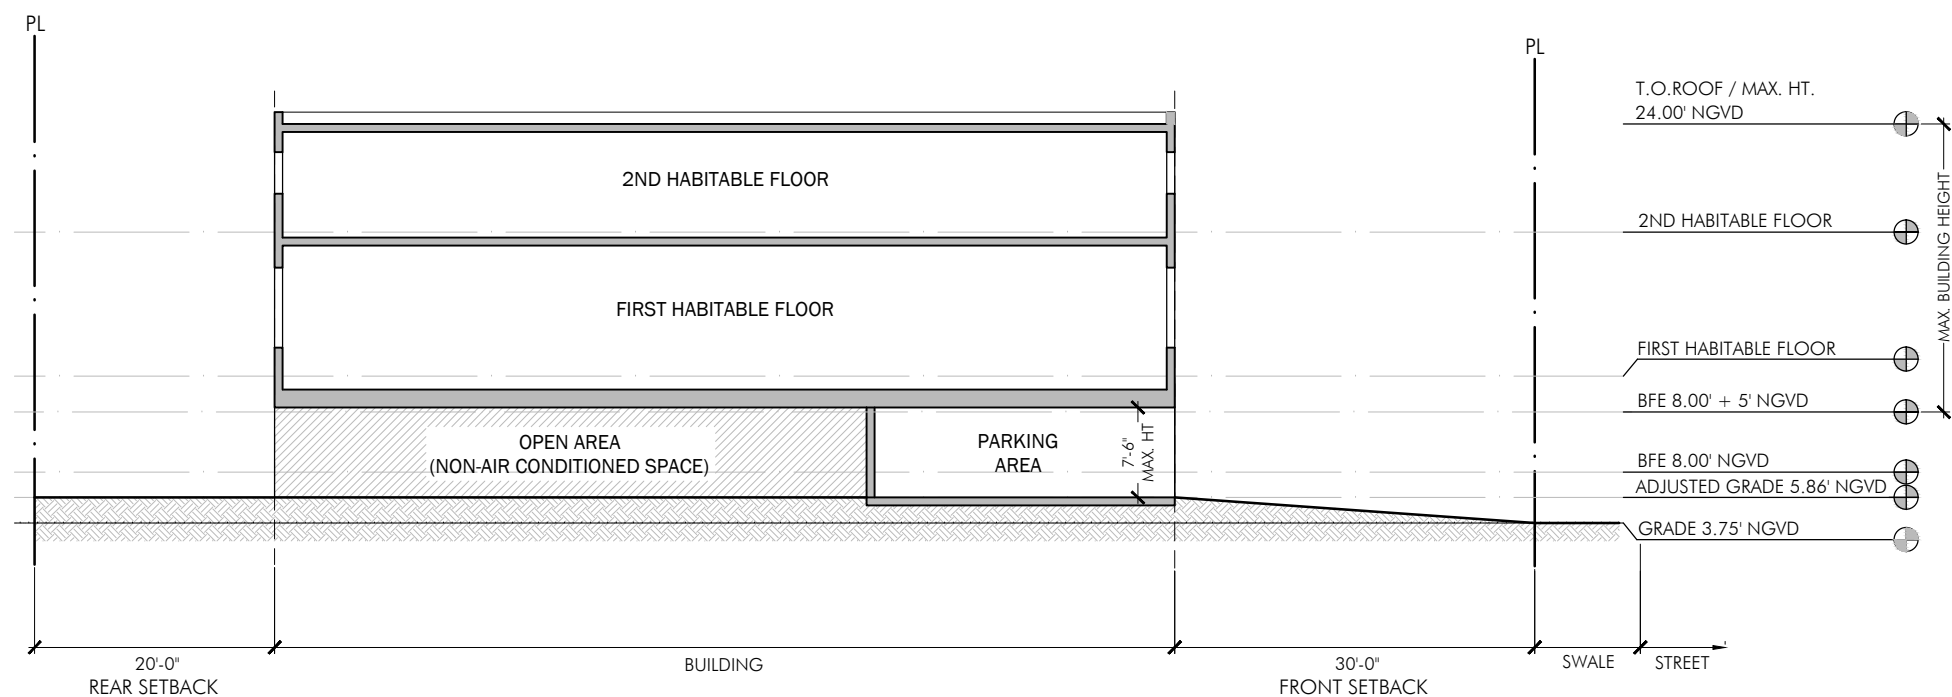 PL
PL
T.O.ROOF / MAX. HT.
24.00' NGVD
2ND HABITABLE FLOOR
2ND HABITABLE FLOOR
MAX. BUILDING HEIGHT
FIRST HABITABLE FLOOR
FIRST HABITABLE FLOOR
BFE 8.00' + 5' NGVD
OPEN AREA
(NON-AIR CONDITIONED SPACE)
PARKING
AREA
7'-6"
MAX. HT
BFE 8.00' NGVD
ADJUSTED GRADE 5.86' NGVD
GRADE 3.75' NGVD
20'-0"
REAR SETBACK
BUILDING
30'-0"
FRONT SETBACK
SWALE
STREET